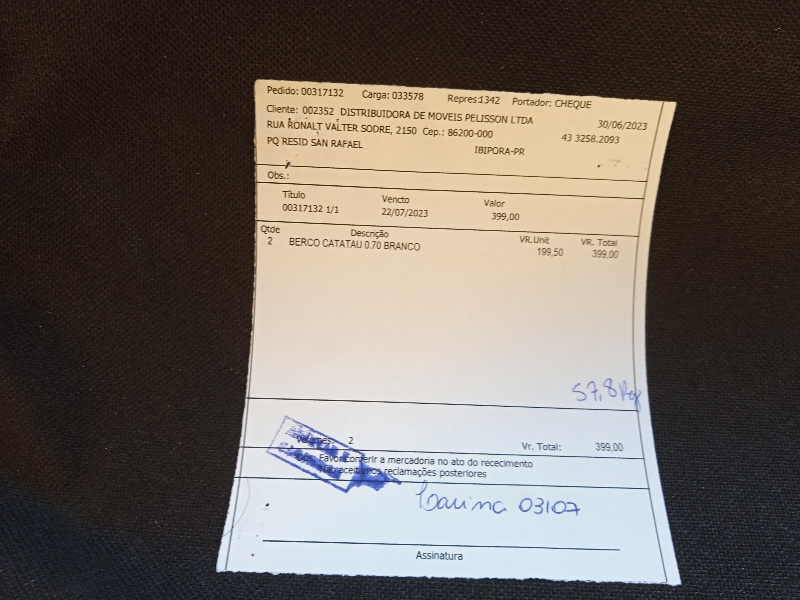 Pedido: 00317132 Carga: 033578 Repres:1342 Portador: CHEQUE
Cliente: 002352 DISTRIBUIDORA DE MOVEIS PELISSON LTDA 30/06/2023
RUA RONALT VALTER SODRE, 2150 Cep.: 86200-000 43 3258.2093
PQ RESID SAN RAFAEL IBIPORA-PR
Obs.:
Título Vencto Valor
00317132 1/1 22/07/2023 399,00
Qtde Descrição VR.Unit VR. Total
2 BERCO CATATAU 0.70 BRANCO 199,50 399,00
57,8 Kg
Volumes: 2 Vr. Total: 399,00
Obs: Favor conferir a mercadoria no ato do rececimento
Não aceitamos reclamações posteriores
03/07
Assinatura